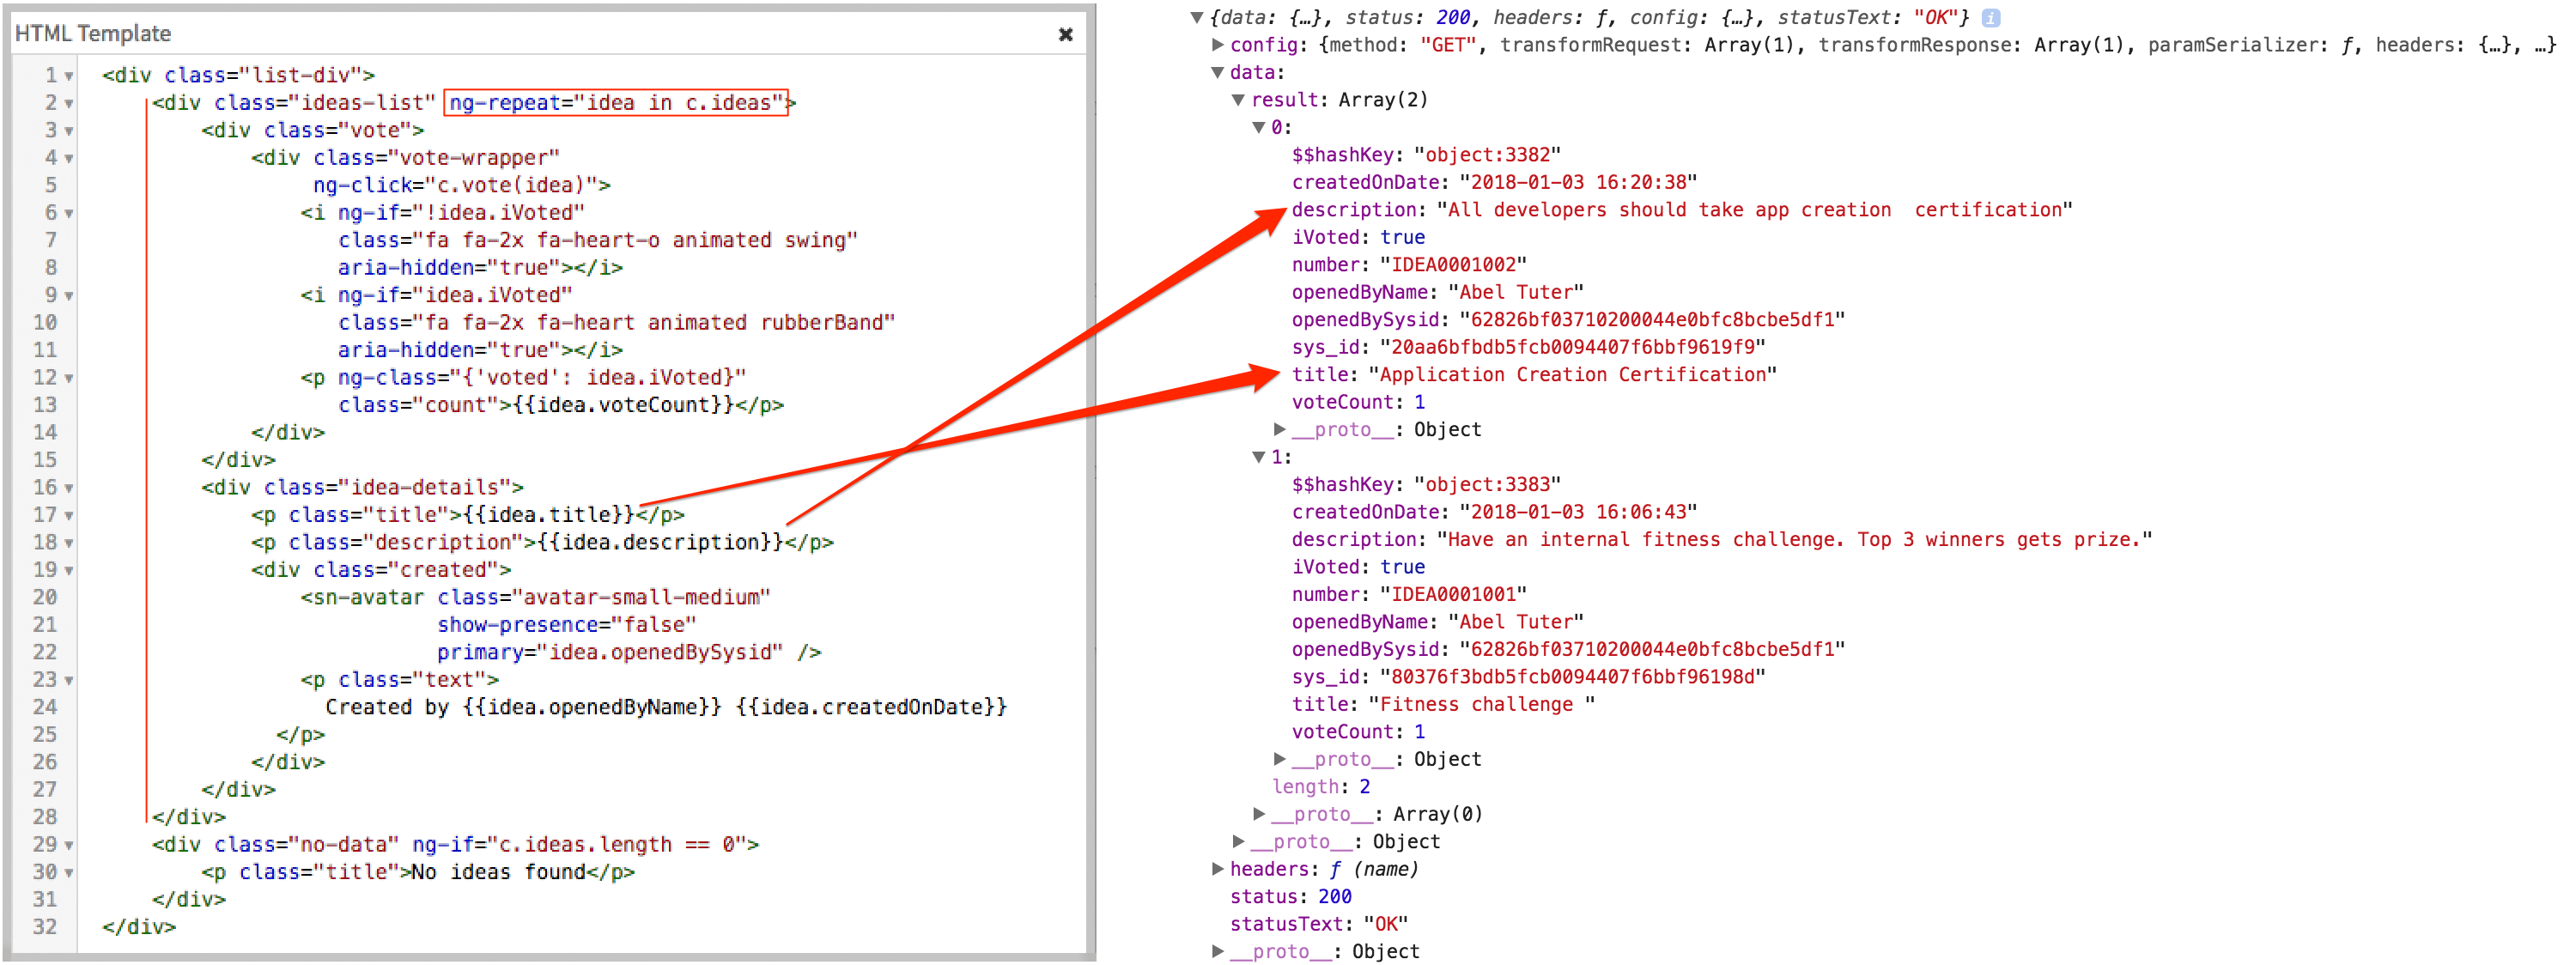 HTML Template ✖
1 <div class="list-div">
2 <div class="ideas-list" ng-repeat="idea in c.ideas">
3 <div class="vote">
4 <div class="vote-wrapper"
5 ng-click="c.vote(idea)">
6 <i ng-if="!idea.iVoted"
7 class="fa fa-2x fa-heart-o animated swing"
8 aria-hidden="true"></i>
9 <i ng-if="idea.iVoted"
10 class="fa fa-2x fa-heart animated rubberBand"
11 aria-hidden="true"></i>
12 <p ng-class="{'voted': idea.iVoted}"
13 class="count">{{idea.voteCount}}</p>
14 </div>
15 </div>
16 <div class="idea-details">
17 <p class="title">{{idea.title}}</p>
18 <p class="description">{{idea.description}}</p>
19 <div class="created">
20 <sn-avatar class="avatar-small-medium"
21 show-presence="false"
22 primary="idea.openedBySysid" />
23 <p class="text">
24 Created by {{idea.openedByName}} {{idea.createdOnDate}}
25 </p>
26 </div>
27 </div>
28 </div>
29 <div class="no-data" ng-if="c.ideas.length == 0">
30 <p class="title">No ideas found</p>
31 </div>
32 </div>
▼{data: {…}, status: 200, headers: ƒ, config: {…}, statusText: "OK"} i
▶config: {method: "GET", transformRequest: Array(1), transformResponse: Array(1), paramSerializer: ƒ, headers: {…}, …}
▼data:
▼result: Array(2)
▼0:
$$hashKey: "object:3382"
createdOnDate: "2018-01-03 16:20:38"
description: "All developers should take app creation  certification"
iVoted: true
number: "IDEA0001002"
openedByName: "Abel Tuter"
openedBySysid: "62826bf03710200044e0bfc8bcbe5df1"
sys_id: "20aa6bfbdb5fcb0094407f6bbf9619f9"
title: "Application Creation Certification"
voteCount: 1
▶__proto__: Object
▼1:
$$hashKey: "object:3383"
createdOnDate: "2018-01-03 16:06:43"
description: "Have an internal fitness challenge. Top 3 winners gets prize."
iVoted: true
number: "IDEA0001001"
openedByName: "Abel Tuter"
openedBySysid: "62826bf03710200044e0bfc8bcbe5df1"
sys_id: "80376f3bdb5fcb0094407f6bbf96198d"
title: "Fitness challenge "
voteCount: 1
▶__proto__: Object
length: 2
▶__proto__: Array(0)
▶__proto__: Object
▶headers: ƒ (name)
status: 200
statusText: "OK"
▶__proto__: Object